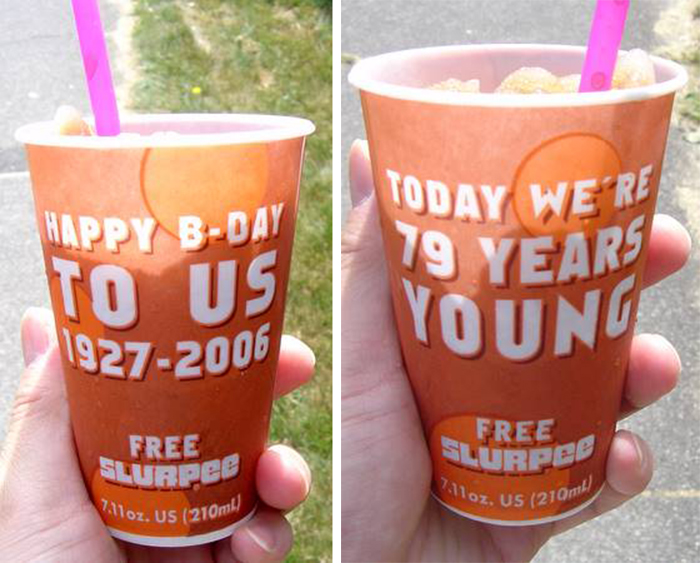 HAPPY B-DAY
TO US
1927-2006
FREE
SLURPEE
7.11oz. US (210mL)
TODAY WE'RE
79 YEARS
YOUNG
FREE
SLURPEE
7.11oz. US (210mL)